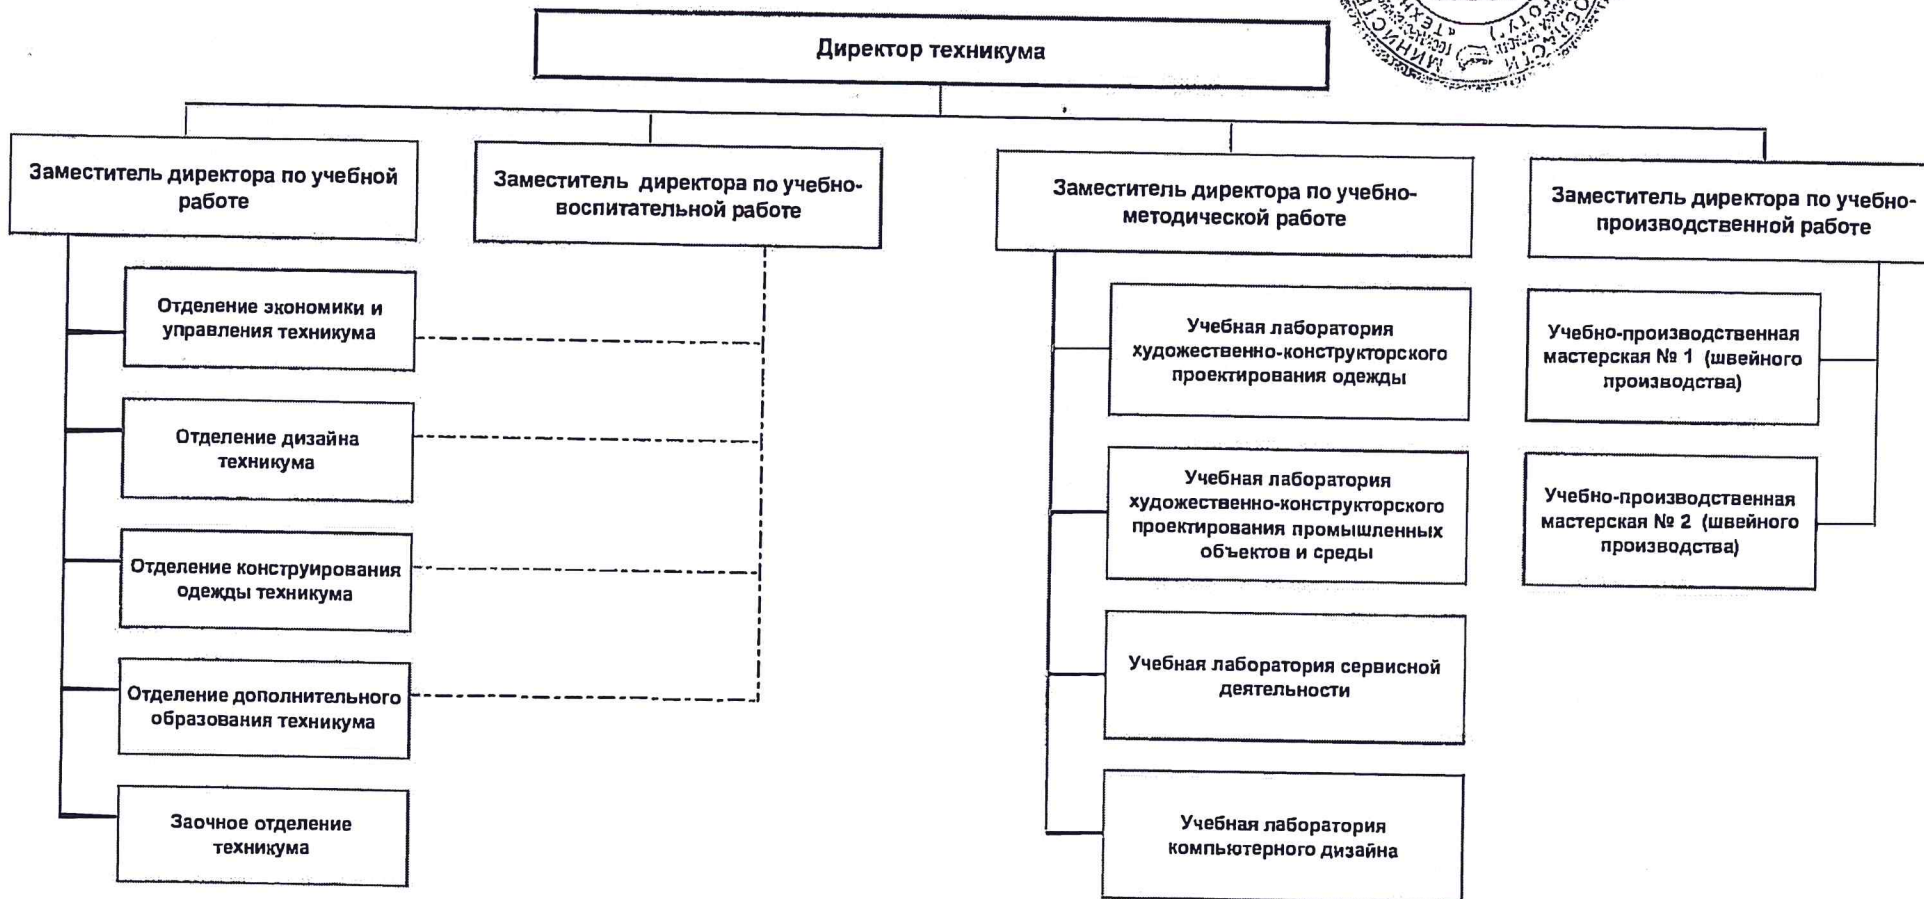 Директор техникума
Заместитель директора по учебной
работе
Заместитель директора по учебно-
воспитательной работе
Заместитель директора по учебно-
методической работе
Заместитель директора по учебно-
производственной работе
Отделение экономики и
управления техникума
Отделение дизайна
техникума
Отделение конструирования
одежды техникума
Отделение дополнительного
образования техникума
Заочное отделение
техникума
Учебная лаборатория
художественно-конструкторского
проектирования одежды
Учебная лаборатория
художественно-конструкторского
проектирования промышленных
объектов и среды
Учебная лаборатория сервисной
деятельности
Учебная лаборатория
компьютерного дизайна
Учебно-производственная
мастерская № 1 (швейного
производства)
Учебно-производственная
мастерская № 2 (швейного
производства)